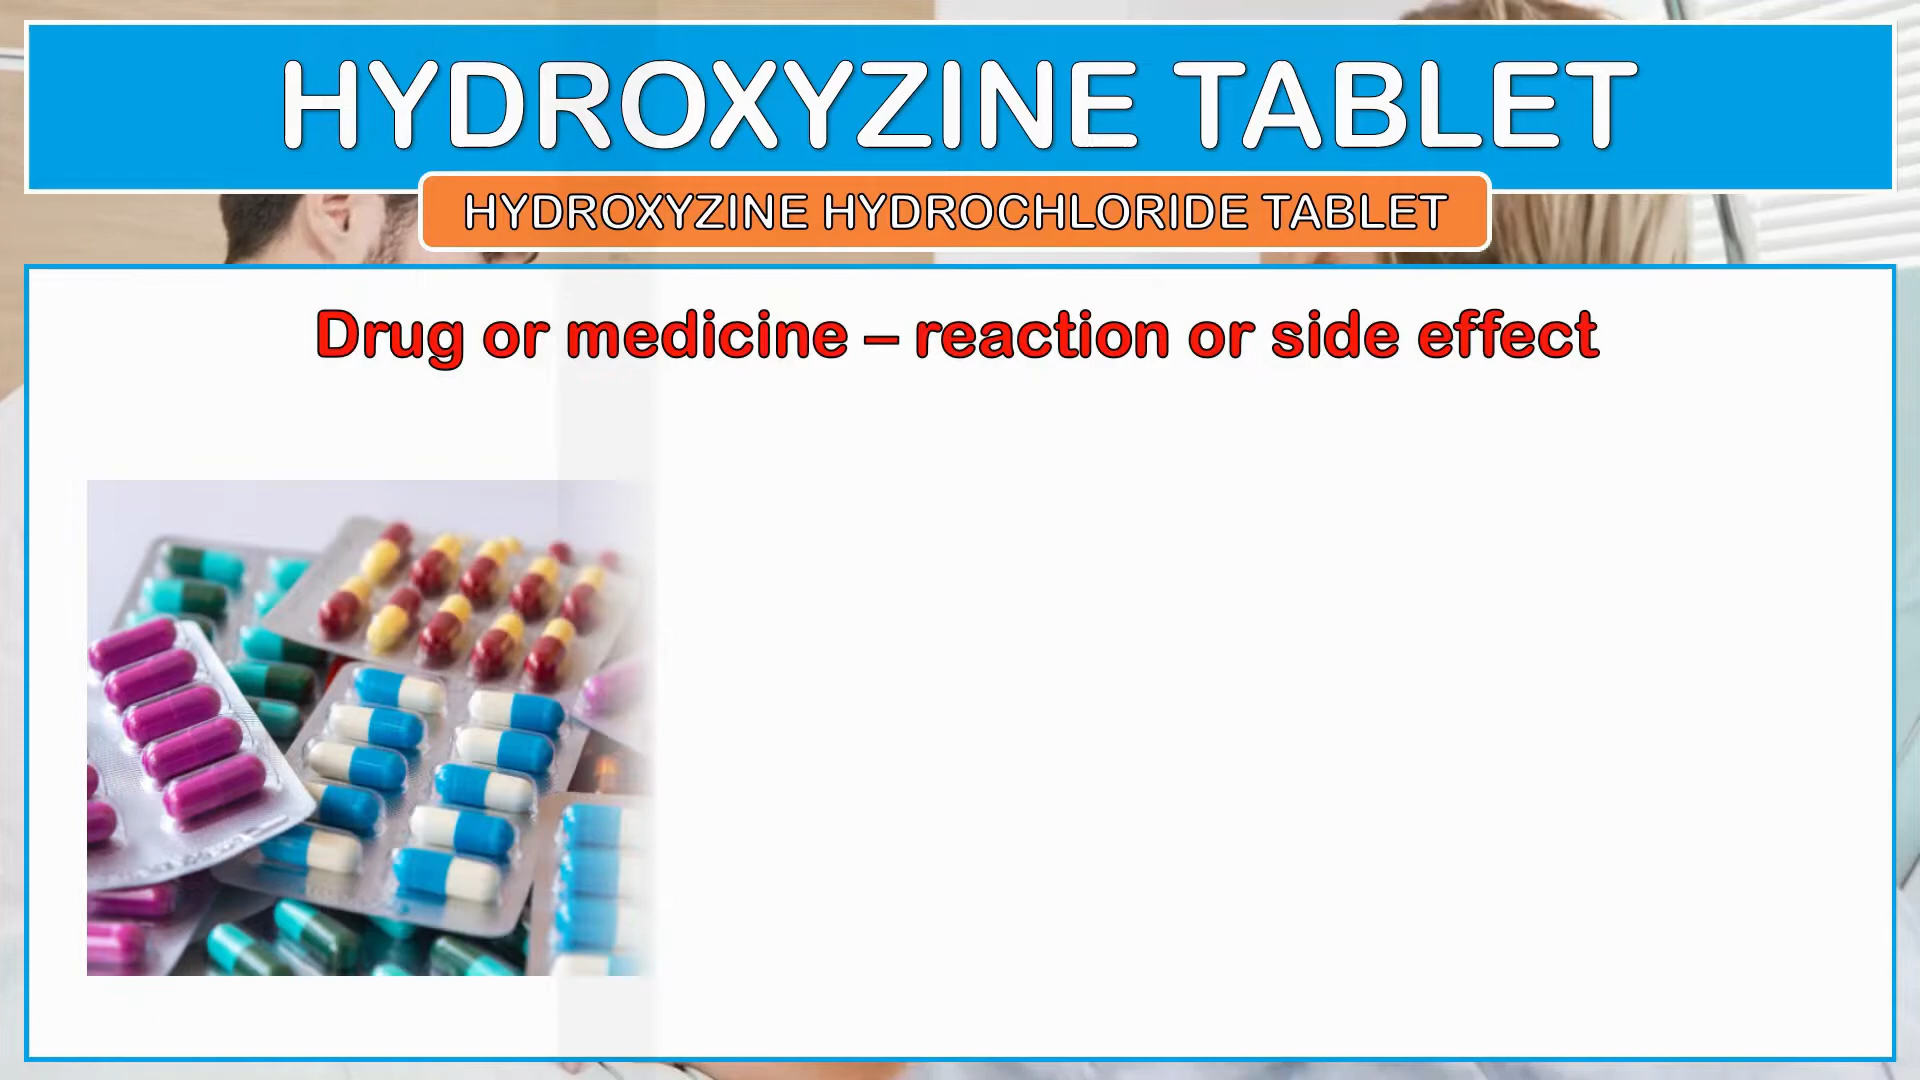 HYDROXYZINE TABLET
HYDROXYZINE HYDROCHLORIDE TABLET
Drug or medicine – reaction or side effect